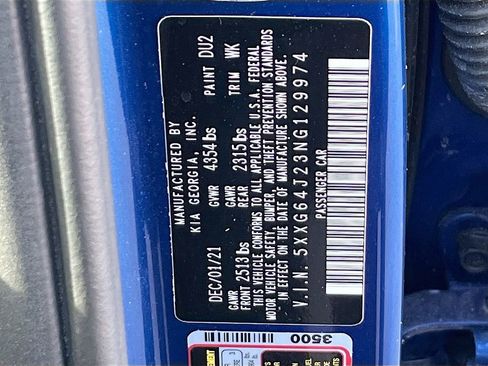 MANUFACTURED BY
KIA GEORGIA, INC.
DEC/01/21 GVWR 4354 lbs PAINT DU2
GAWR FRONT 2513 lbs GAWR REAR 2315 lbs TRIM WK
THIS VEHICLE CONFORMS TO ALL APPLICABLE U.S.A. FEDERAL
MOTOR VEHICLE SAFETY, BUMPER, AND THEFT PREVENTION STANDARDS
IN EFFECT ON THE DATE OF MANUFACTURE SHOWN ABOVE.
V.I.N. 5XXG64J23NG129974
PASSENGER CAR
3500